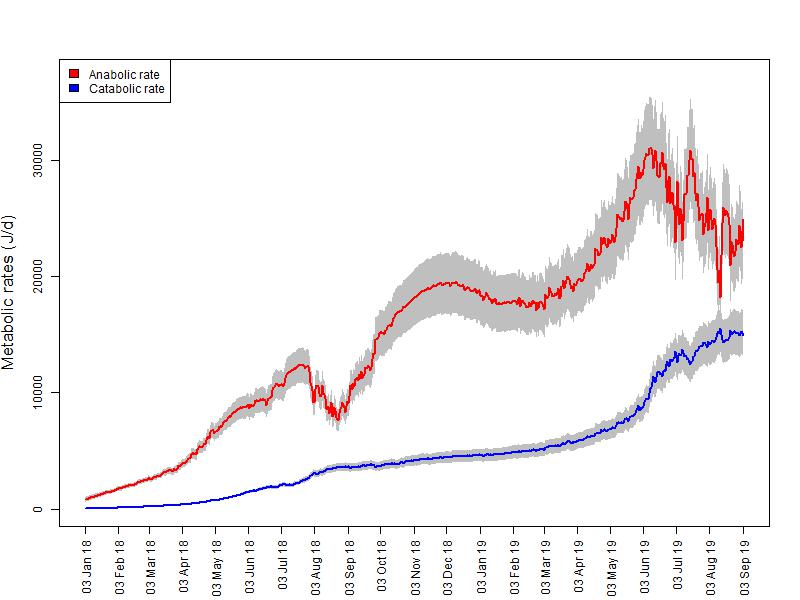 Anabolic rate
Catabolic rate
Metabolic rates (J/d)
30000
20000
10000
0
03 Jan 18
03 Feb 18
03 Mar 18
03 Apr 18
03 May 18
03 Jun 18
03 Jul 18
03 Aug 18
03 Sep 18
03 Oct 18
03 Nov 18
03 Dec 18
03 Jan 19
03 Feb 19
03 Mar 19
03 Apr 19
03 May 19
03 Jun 19
03 Jul 19
03 Aug 19
03 Sep 19